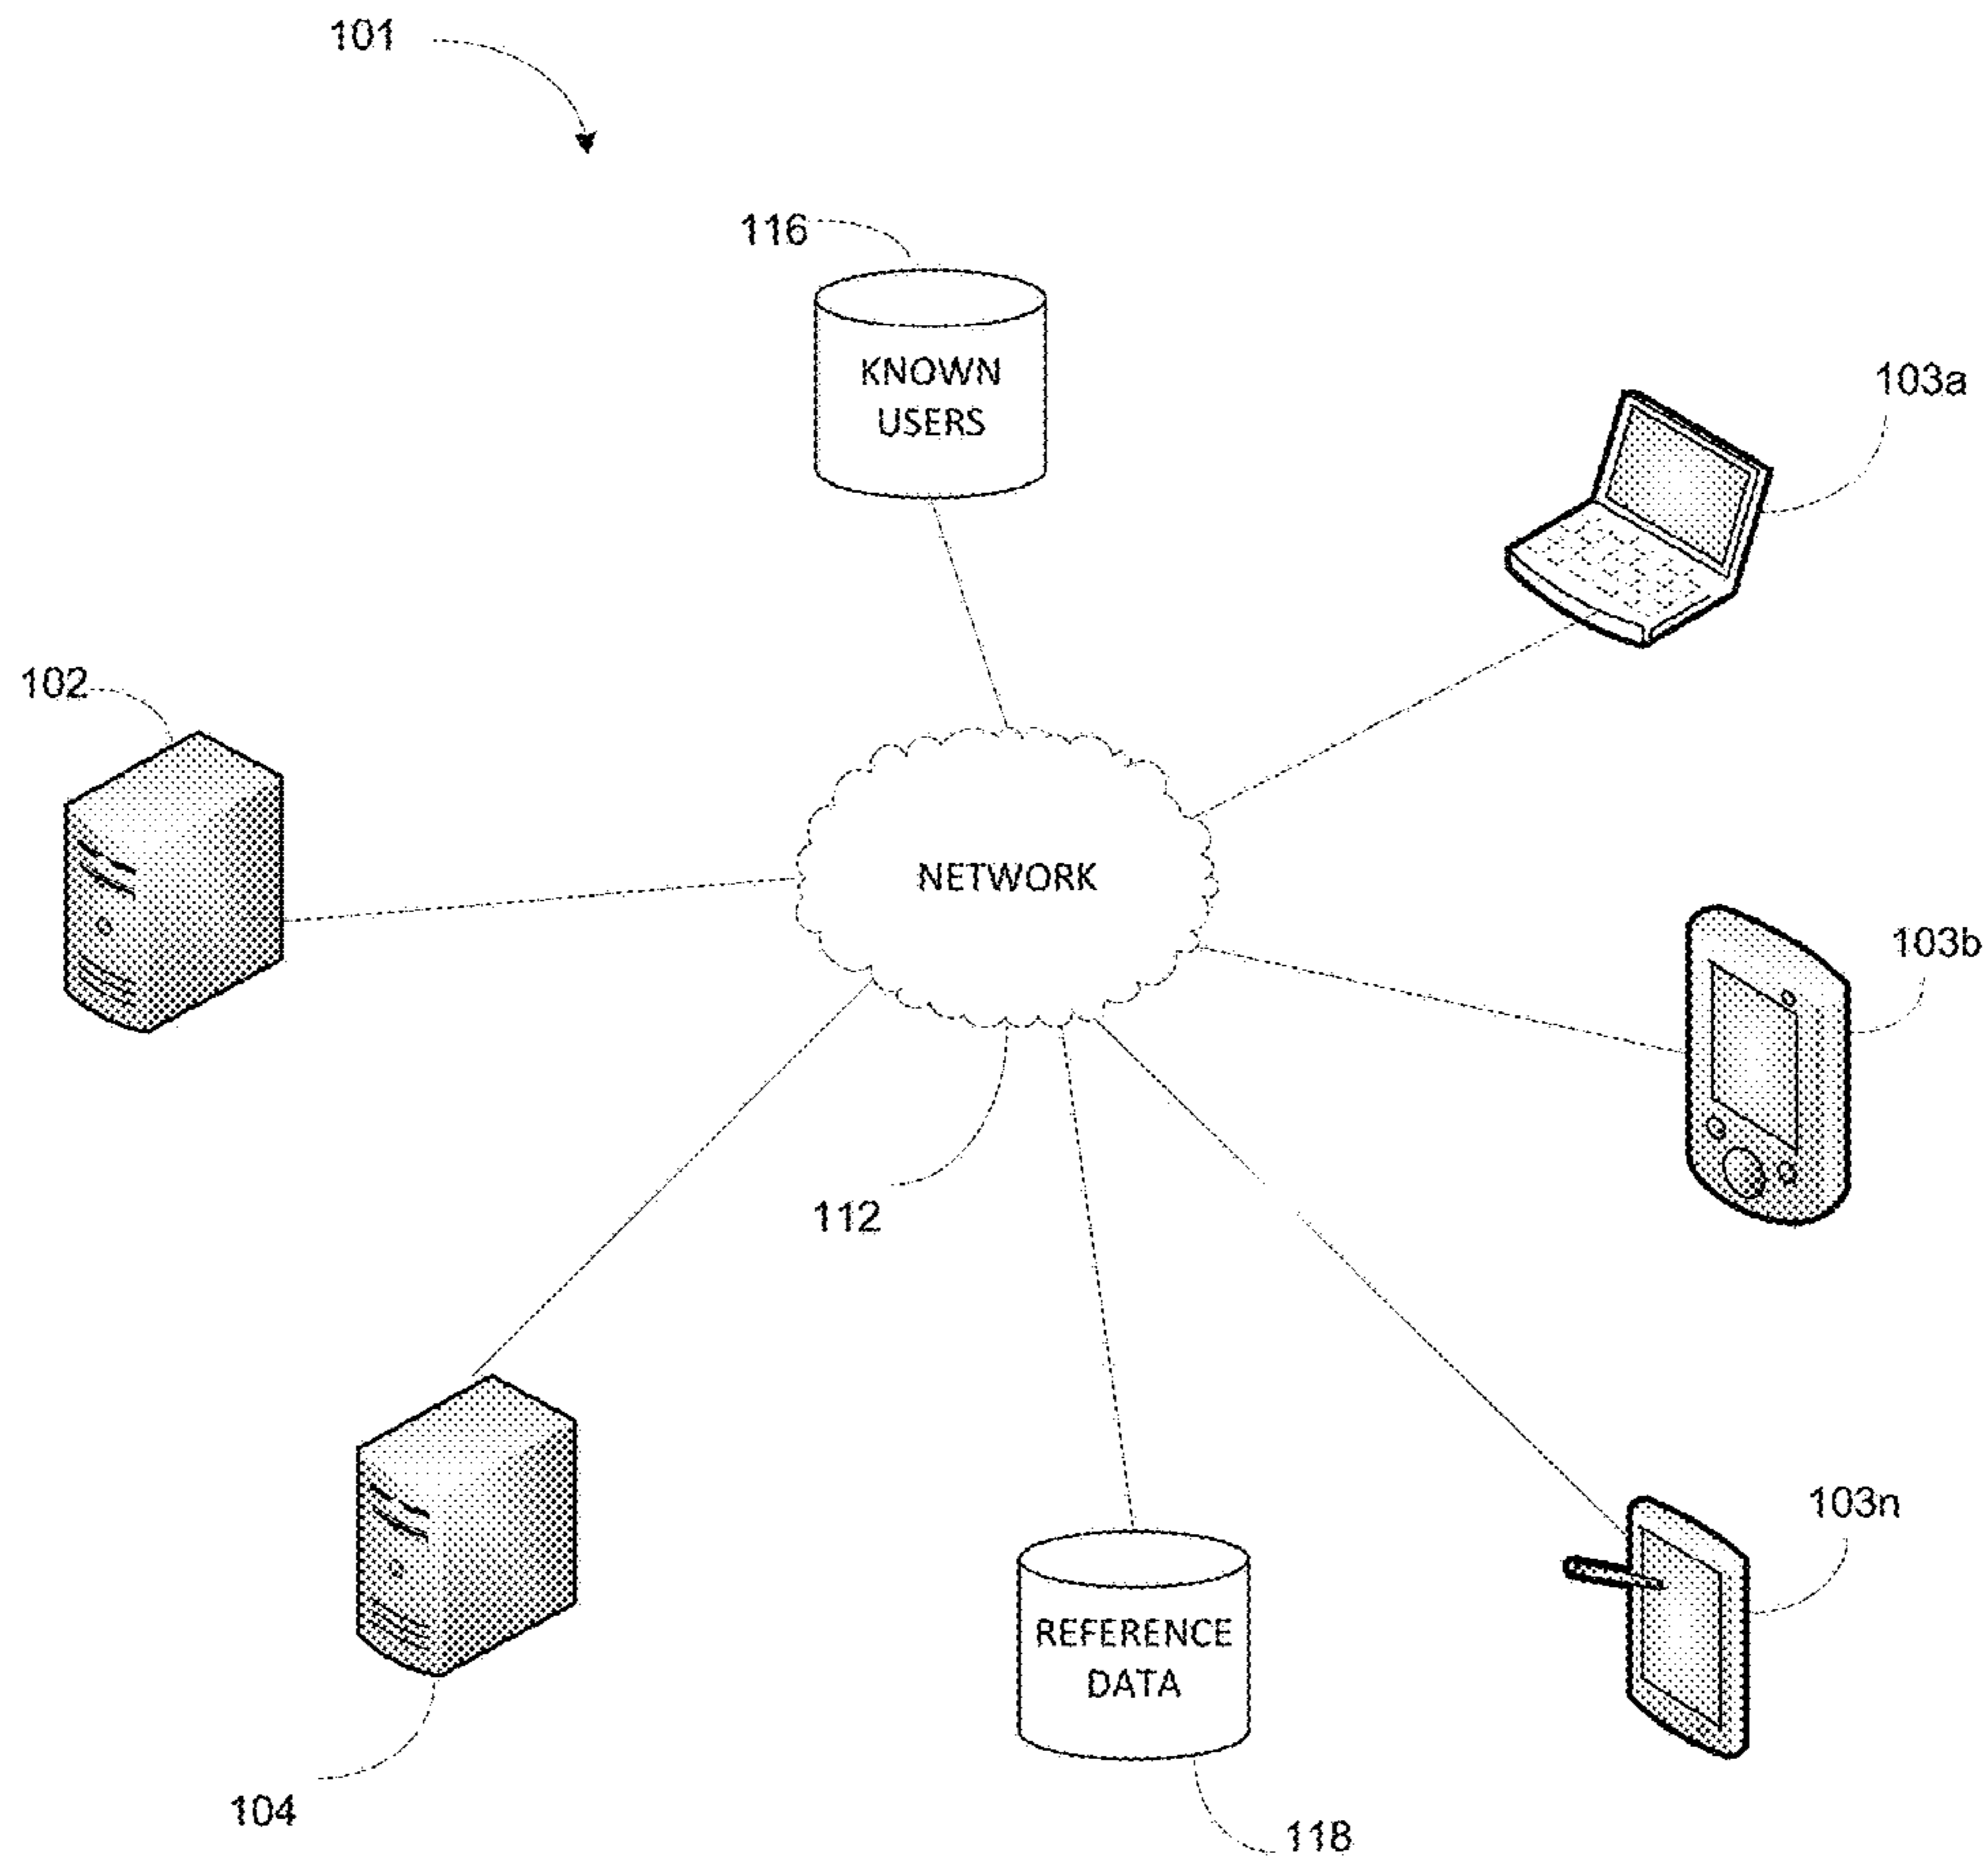 101
116
KNOWN
USERS
103a
102
NETWORK
103b
112
103n
REFERENCE
DATA
104
118